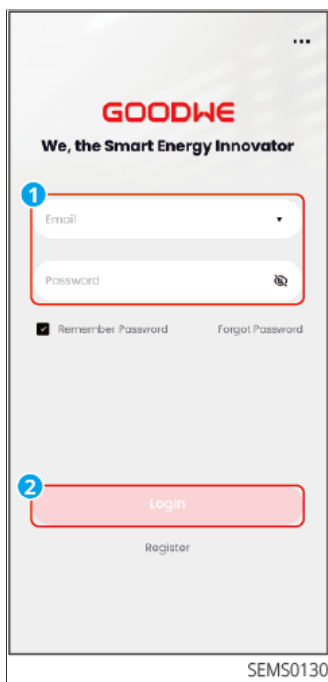 ...
GOODWE
We, the Smart Energy Innovator
1
Email
Password
Remember Password Forgot Password
2
Login
Register
SEMS0130